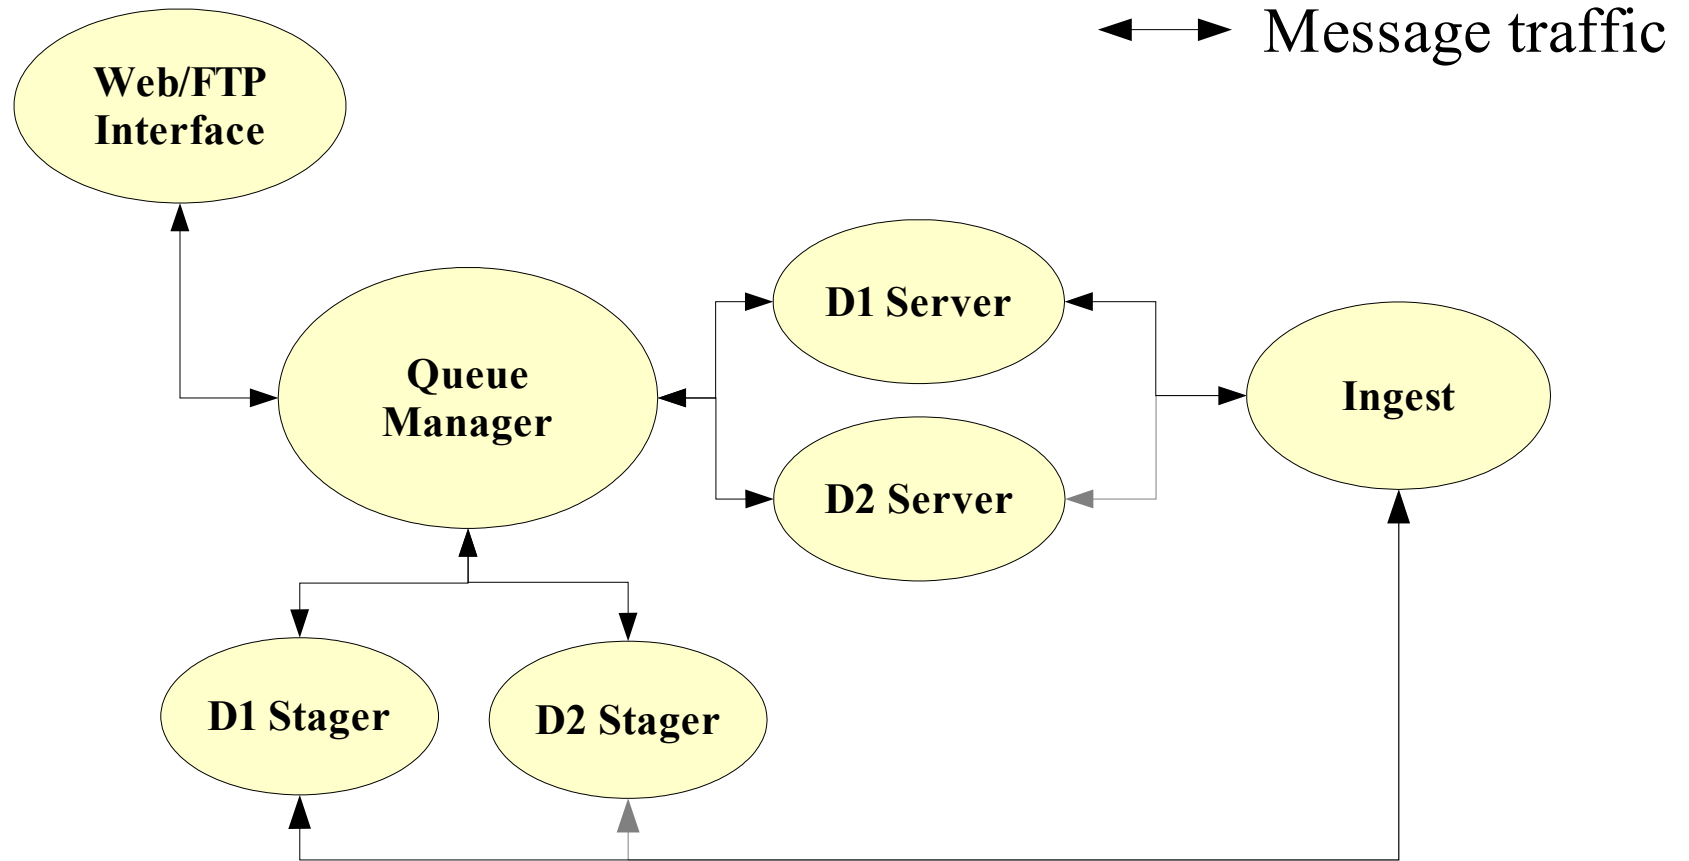 Message traffic
Web/FTP
Interface
D1 Server
Queue
Manager
Ingest
D2 Server
D1 Stager
D2 Stager